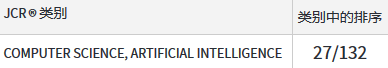 JCR ® 类别 类别中的排序
COMPUTER SCIENCE, ARTIFICIAL INTELLIGENCE 27/132